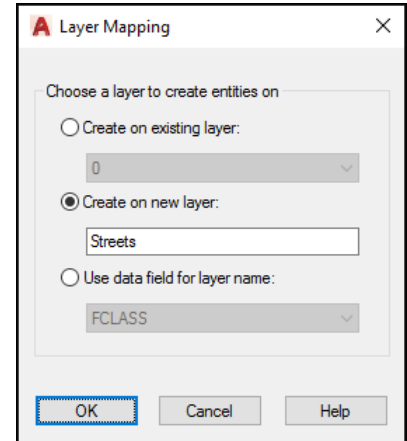 A Layer Mapping
Choose a layer to create entities on
Create on existing layer:
0
Create on new layer:
Streets
Use data field for layer name:
FCLASS
OK Cancel Help